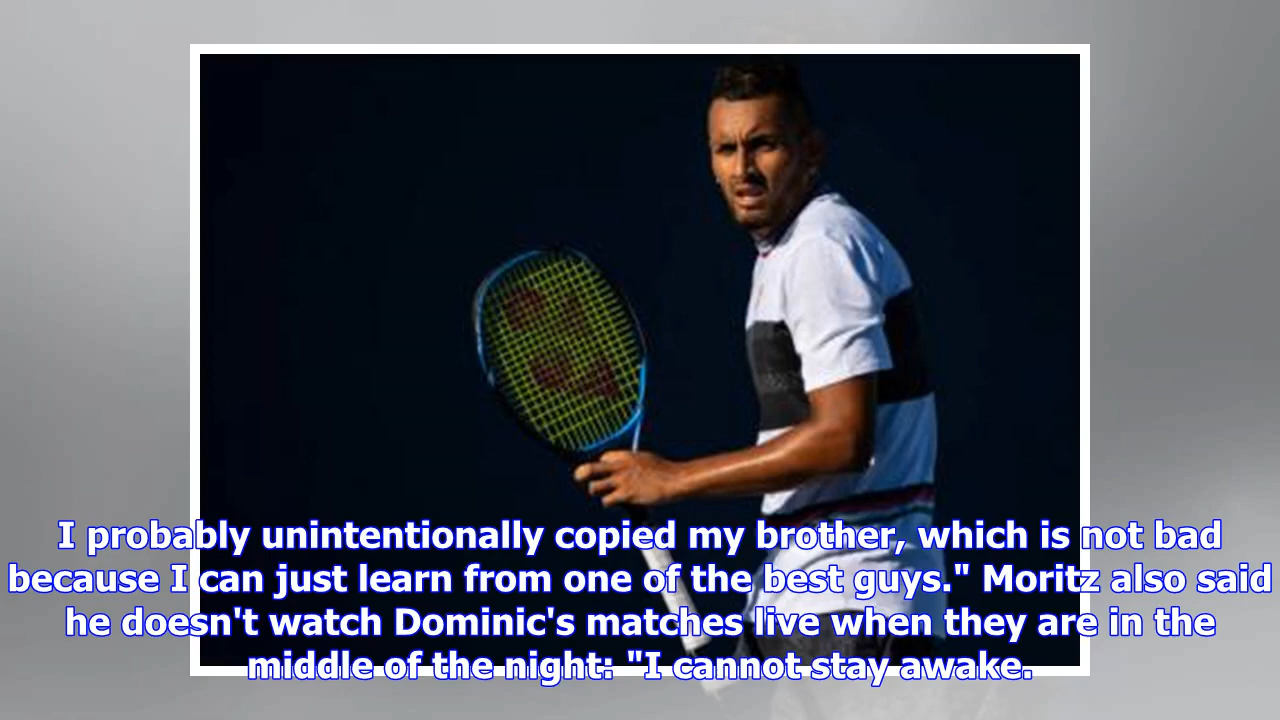 I probably unintentionally copied my brother, which is not bad
because I can just learn from one of the best guys." Moritz also said
he doesn't watch Dominic's matches live when they are in the
middle of the night: "I cannot stay awake.